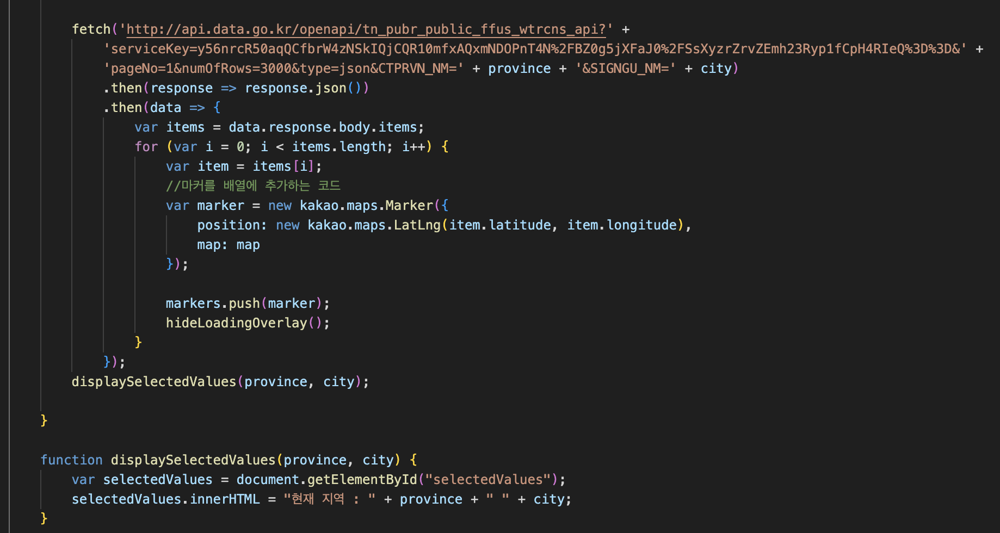 fetch('http://api.data.go.kr/openapi/tn_pubr_public_ffus_wtrcns_api?' +
'serviceKey=y56nrcR50aqQCfbrW4zNSkIQjCQR10mfxAQxmNDOPnT4N%2FBZ0g5jXFaJ0%2FSsXyzrZrvZEmh23Ryp1fCpH4RIeQ%3D%3D&' +
'pageNo=1&numOfRows=3000&type=json&CTPRVN_NM=' + province + '&SIGNGU_NM=' + city)
.then(response => response.json())
.then(data => {
var items = data.response.body.items;
for (var i = 0; i < items.length; i++) {
var item = items[i];
//마커를 배열에 추가하는 코드
var marker = new kakao.maps.Marker({
position: new kakao.maps.LatLng(item.latitude, item.longitude),
map: map
});
markers.push(marker);
hideLoadingOverlay();
}
});
displaySelectedValues(province, city);
}
function displaySelectedValues(province, city) {
var selectedValues = document.getElementById("selectedValues");
selectedValues.innerHTML = "현재 지역 : " + province + " " + city;
}